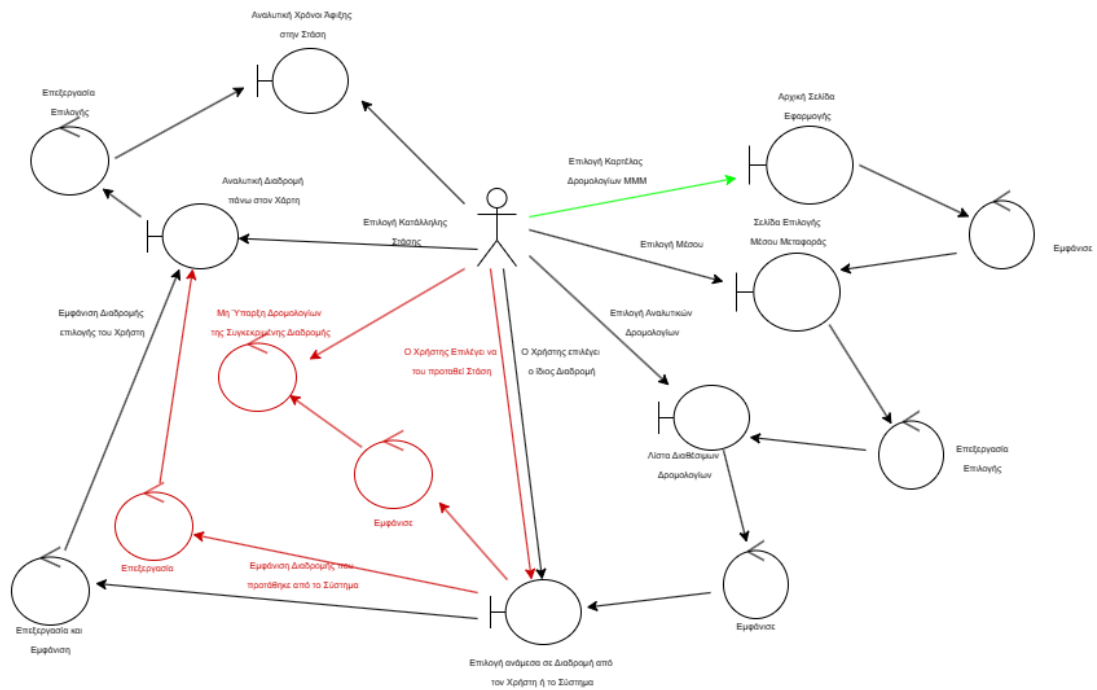 Αναλυτική Χρόνοι Άφιξης
στην Στάση
Επεξεργασία
Επιλογής
Αρχική Σελίδα
Εφαρμογής
Επιλογή Καρτέλας
Δρομολογίων ΜΜΜ
Αναλυτική Διαδρομή
πάνω στον Χάρτη
Επιλογή Κατάλληλης
Στάσης
Σελίδα Επιλογής
Μέσου Μεταφοράς
Επιλογή Μέσου
Εμφάνισε
Εμφάνιση Διαδρομής
επιλογής του Χρήστη
Μη Ύπαρξη Δρομολογίων
της Συγκεκριμένης Διαδρομής
Επιλογή Αναλυτικών
Δρομολογίων
Ο Χρήστης Επιλέγει να
του προταθεί Στάση
Ο Χρήστης επιλέγει
ο ίδιος Διαδρομή
Λίστα Διαθέσιμων
Δρομολογίων
Επεξεργασία
Επιλογής
Εμφάνισε
Επεξεργασία
Εμφάνιση Διαδρομής που
προτάθηκε από το Σύστημα
Επεξεργασία και
Εμφάνιση
Εμφάνισε
Επιλογή ανάμεσα σε Διαδρομή από
τον Χρήστη ή το Σύστημα